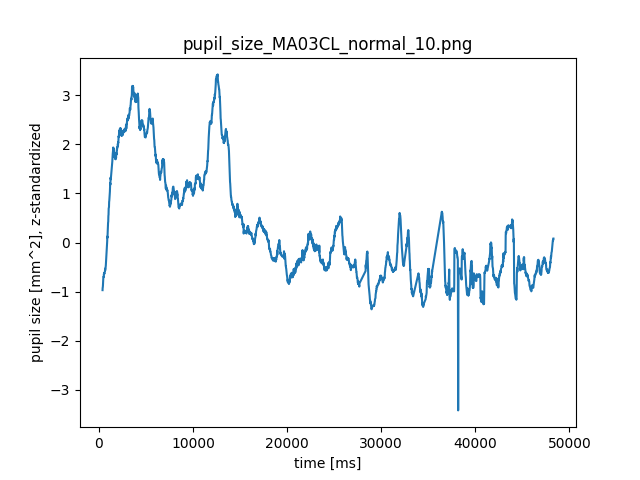 pupil_size_MA03CL_normal_10.png
pupil size [mm^2], z-standardized
3
2
1
0
−1
−2
−3
0 10000 20000 30000 40000 50000
time [ms]